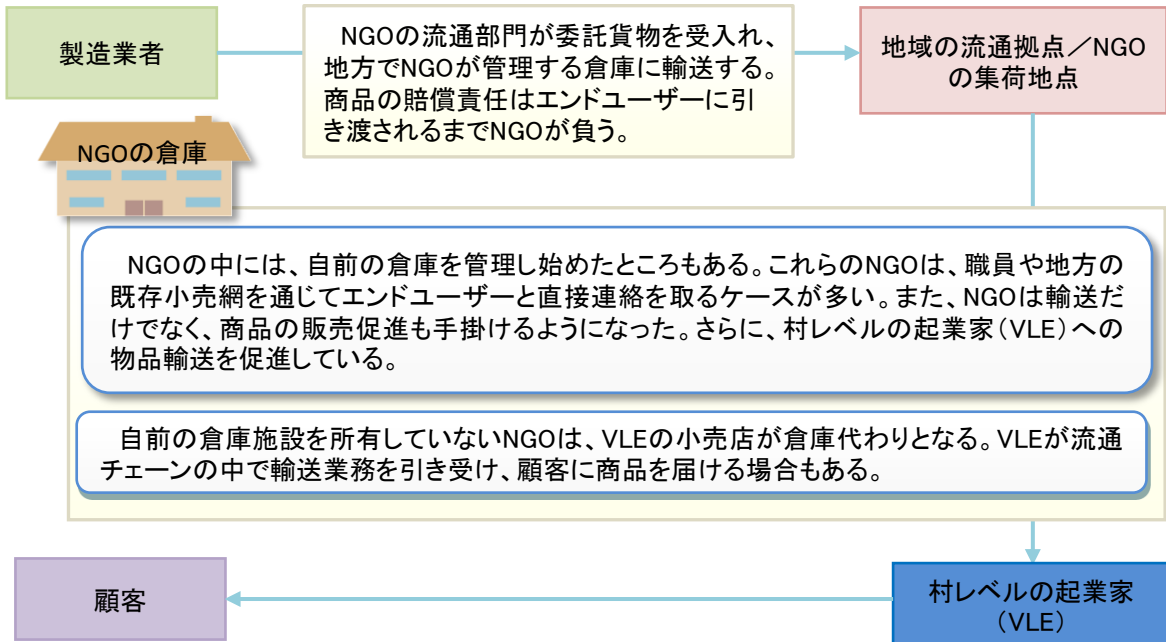 製造業者
NGOの流通部門が委託貨物を受入れ、
地方でNGOが管理する倉庫に輸送する。
商品の賠償責任はエンドユーザーに引
き渡されるまでNGOが負う。
地域の流通拠点／NGO
の集荷地点
NGOの倉庫
NGOの中には、自前の倉庫を管理し始めたところもある。これらのNGOは、職員や地方の
既存小売網を通じてエンドユーザーと直接連絡を取るケースが多い。また、NGOは輸送だ
けでなく、商品の販売促進も手掛けるようになった。さらに、村レベルの起業家（VLE）への
物品輸送を促進している。
自前の倉庫施設を所有していないNGOは、VLEの小売店が倉庫代わりとなる。VLEが流通
チェーンの中で輸送業務を引き受け、顧客に商品を届ける場合もある。
顧客
村レベルの起業家
（VLE）